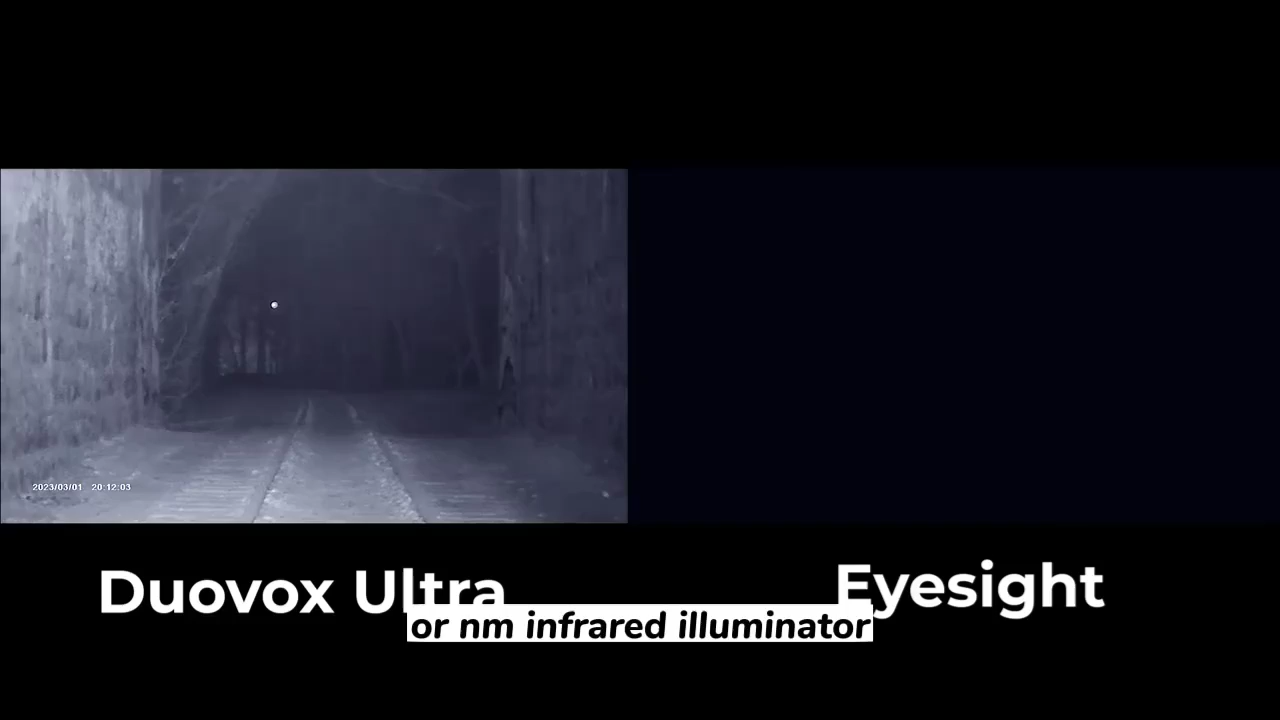 2023/03/01 20:12:03
Duovox Ultra
Eyesight
or nm infrared illuminator